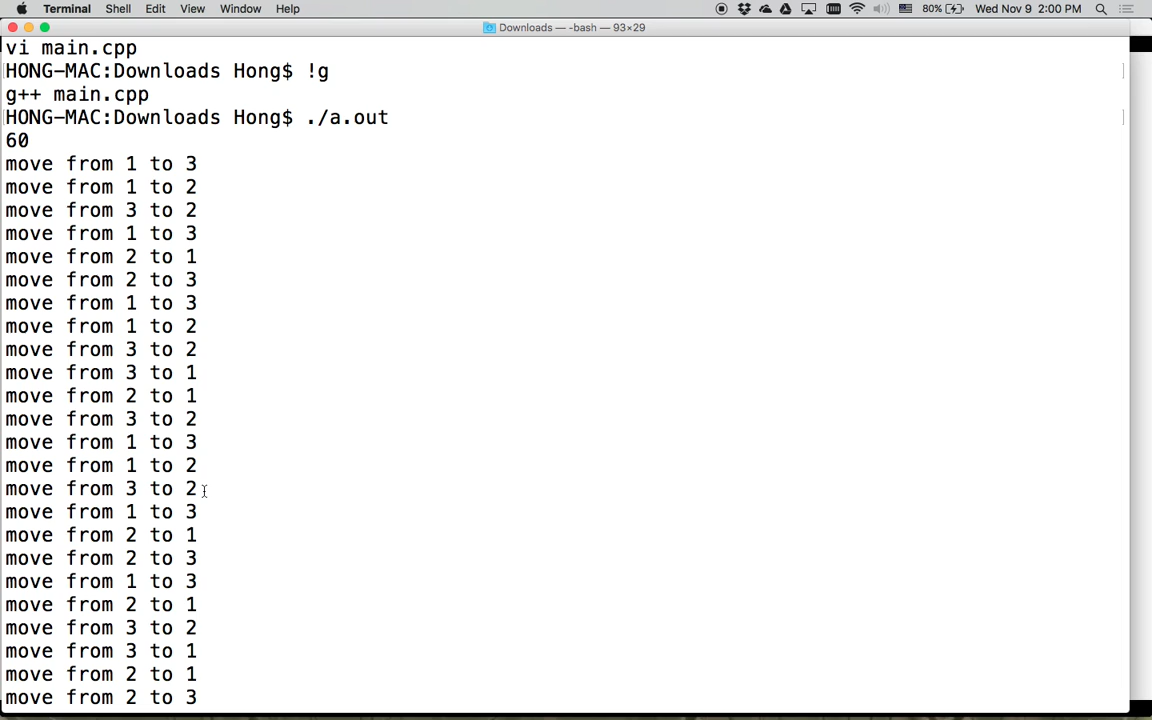 Terminal Shell Edit View Window Help 80% Wed Nov 9 2:00 PM
Downloads — -bash — 93×29
vi main.cpp
HONG-MAC:Downloads Hong$ !g
g++ main.cpp
HONG-MAC:Downloads Hong$ ./a.out
60
move from 1 to 3
move from 1 to 2
move from 3 to 2
move from 1 to 3
move from 2 to 1
move from 2 to 3
move from 1 to 3
move from 1 to 2
move from 3 to 2
move from 3 to 1
move from 2 to 1
move from 3 to 2
move from 1 to 3
move from 1 to 2
move from 3 to 2
move from 1 to 3
move from 2 to 1
move from 2 to 3
move from 1 to 3
move from 2 to 1
move from 3 to 2
move from 3 to 1
move from 2 to 1
move from 2 to 3